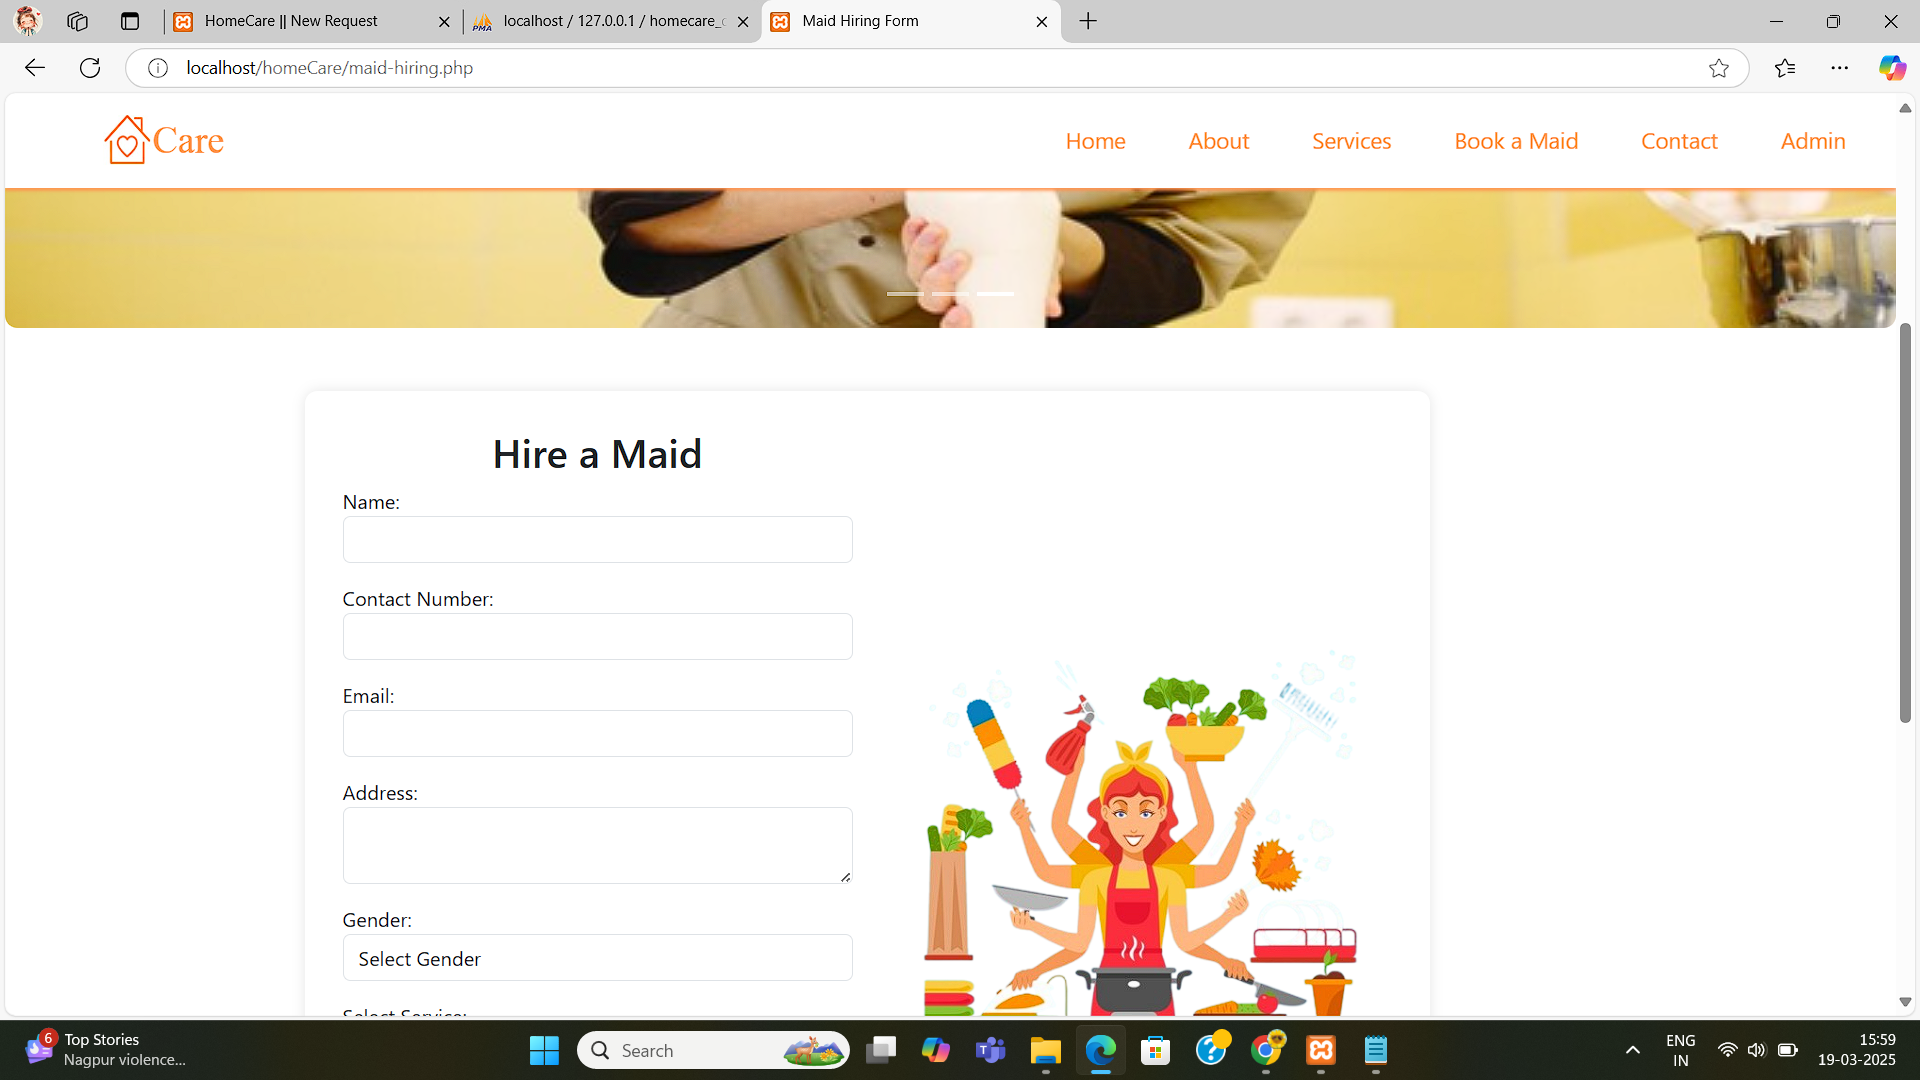 HomeCare || New Request
localhost / 127.0.0.1 / homecare_
Maid Hiring Form
localhost/homeCare/maid-hiring.php
Care
Home
About
Services
Book a Maid
Contact
Admin
Hire a Maid
Name:
Contact Number:
Email:
Address:
Gender:
Select Gender
Select Service:
6
Top Stories
Nagpur violence...
Search
ENG
IN
15:59
19-03-2025